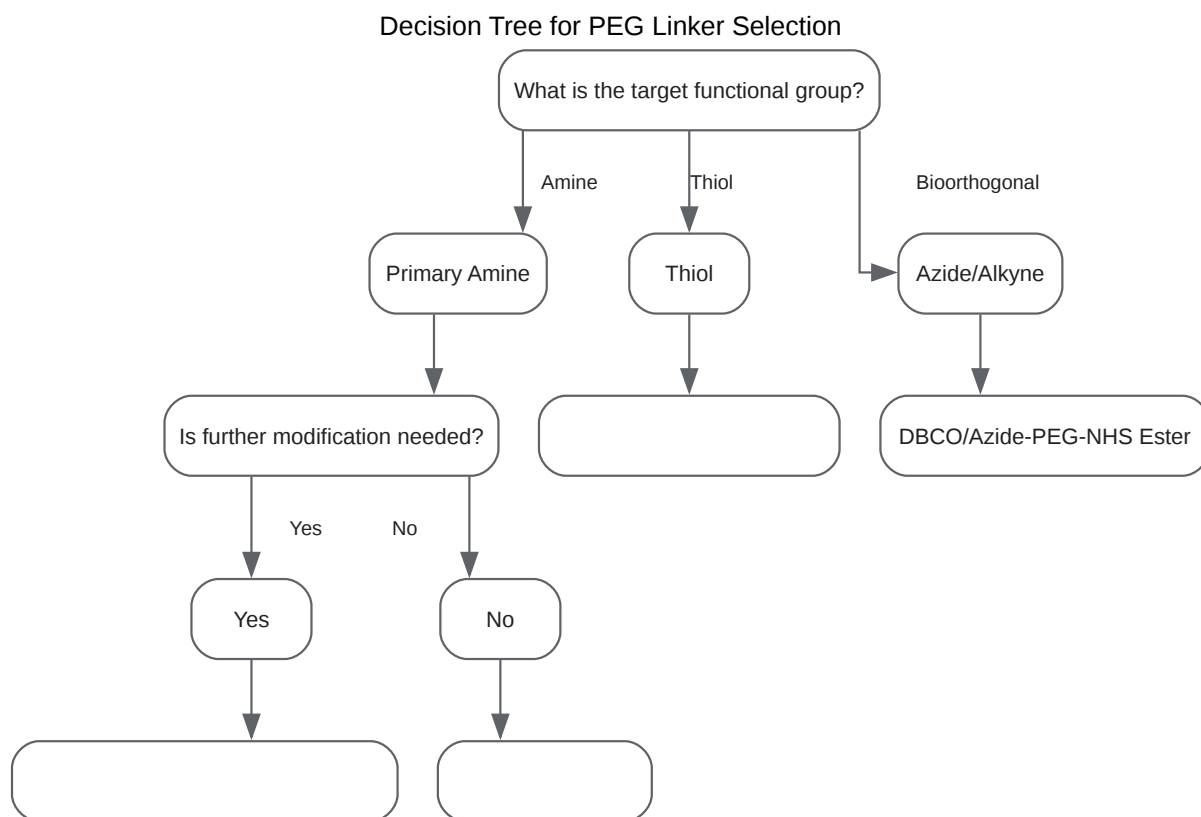 Decision Tree for PEG Linker Selection
What is the target functional group?
Amine
Thiol
Bioorthogonal
Primary Amine
Thiol
Azide/Alkyne
Is further modification needed?
DBCO/Azide-PEG-NHS Ester
Yes
No
Yes
No